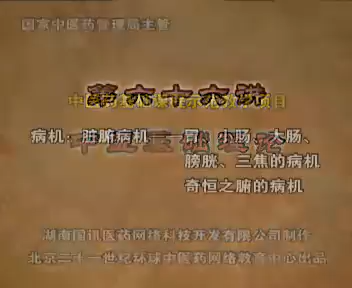 国家中医药管理局主管
第六十六讲
病机·脏腑病机——胃、小肠、大肠、
膀胱、三焦的病机
奇恒之腑的病机
湖南国讯医药网络科技开发有限公司制作
北京二十一世纪环球中医药网络教育中心出品